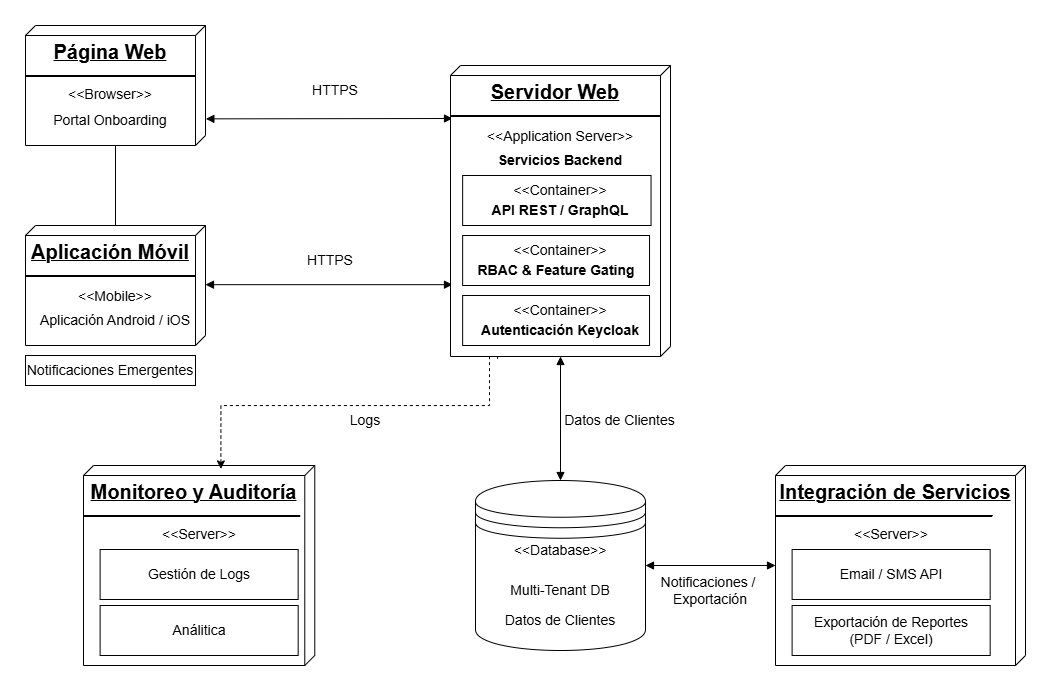 Página Web
<<Browser>>
Portal Onboarding
HTTPS
Servidor Web
<<Application Server>>
Servicios Backend
<<Container>>
API REST / GraphQL
<<Container>>
RBAC & Feature Gating
<<Container>>
Autenticación Keycloak
Aplicación Móvil
<<Mobile>>
Aplicación Android / iOS
Notificaciones Emergentes
HTTPS
Logs
Datos de Clientes
Monitoreo y Auditoría
<<Server>>
Gestión de Logs
Análitica
<<Database>>
Multi-Tenant DB
Datos de Clientes
Notificaciones /
Exportación
Integración de Servicios
<<Server>>
Email / SMS API
Exportación de Reportes
(PDF / Excel)